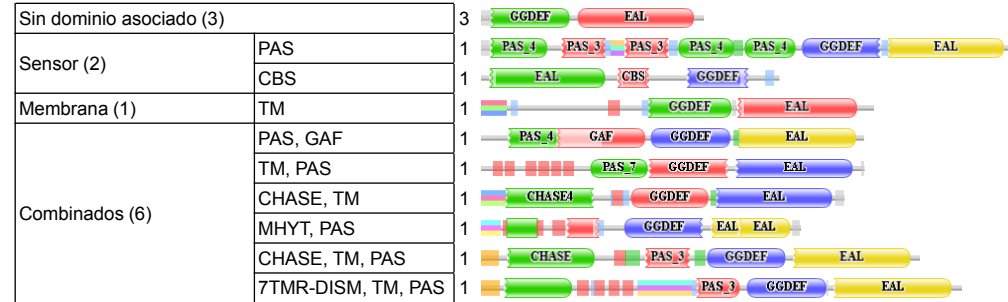 Sin dominio asociado (3) 3 GGDEF EAL
Sensor (2) PAS 1 PAS_4 PAS_3 PAS_3 PAS_4 PAS_4 GGDEF EAL
CBS 1 EAL CBS GGDEF
Membrana (1) TM 1 GGDEF EAL
Combinados (6) PAS, GAF 1 PAS_4 GAF GGDEF EAL
TM, PAS 1 PAS_7 GGDEF EAL
CHASE, TM 1 CHASE4 GGDEF EAL
MHYT, PAS 1 GGDEF EAL EAL
CHASE, TM, PAS 1 CHASE PAS_3 GGDEF EAL
7TMR-DISM, TM, PAS 1 PAS_3 GGDEF EAL